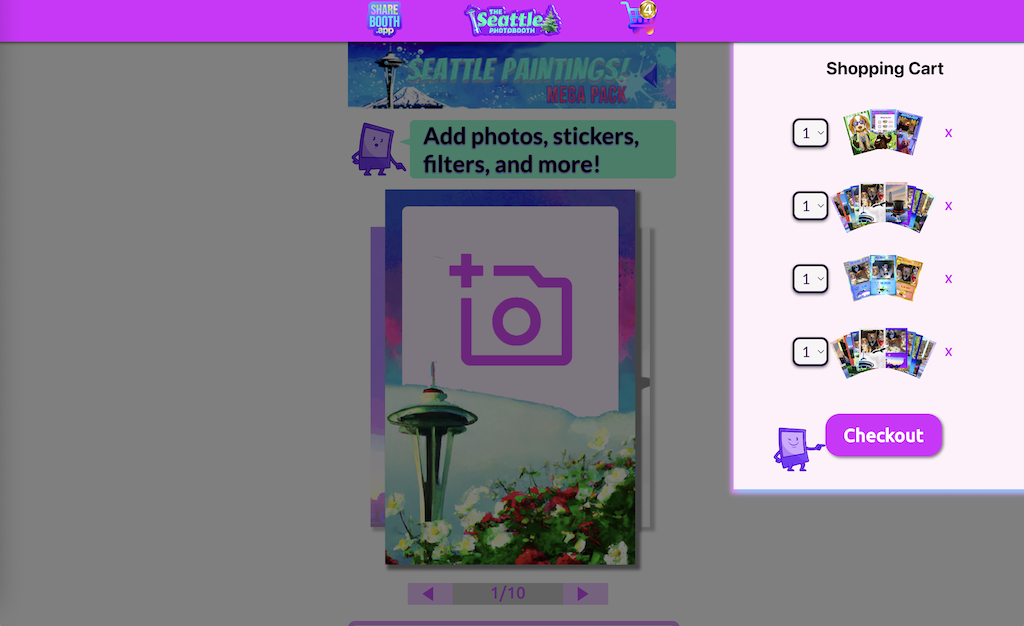 SHARE
BOOTH
.app
THE
Seattle
PHOTOBOOTH
4
SEATTLE PAINTINGS!
MEGA PACK
Add photos, stickers,
filters, and more!
1/10
Shopping Cart
1
x
1
x
1
x
1
x
Checkout